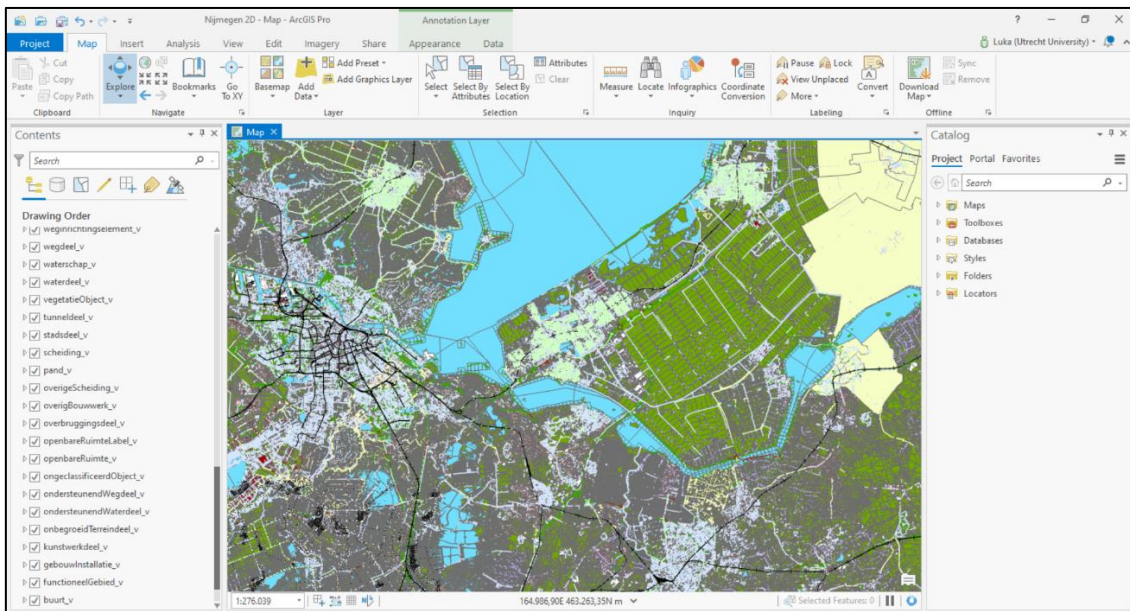 Nijmegen 2D - Map - ArcGIS Pro
Annotation Layer
?
Project Map Insert Analysis View Edit Imagery Share Appearance Data
Luka (Utrecht University)
Paste
Cut
Copy
Copy Path
Clipboard
Explore
Bookmarks
Go To XY
Navigate
Basemap
Add Data
Add Preset
Add Graphics Layer
Layer
Select
Select By Attributes
Select By Location
Attributes
Clear
Selection
Measure
Locate
Infographics
Coordinate Conversion
Inquiry
Pause
Lock
View Unplaced
More
Convert
Labeling
Download Map
Sync
Remove
Offline
Contents
Search
Drawing Order
weginrichtingselement_v
wegdeel_v
waterschap_v
waterdeel_v
vegetatieObject_v
tunneldeel_v
stadsdeel_v
scheiding_v
pand_v
overigeScheiding_v
overigBouwwerk_v
overbruggingsdeel_v
openbareRuimteLabel_v
openbareRuimte_v
ongeclassificeerdObject_v
ondersteunendWegdeel_v
ondersteunendWaterdeel_v
onbegroeidTerreindeel_v
kunstwerkdeel_v
gebouwInstallatie_v
functioneelGebied_v
buurt_v
Map
1:276.039
164.986,90E 463.263,35N m
Selected Features: 0
Catalog
Project Portal Favorites
Search
Maps
Toolboxes
Databases
Styles
Folders
Locators